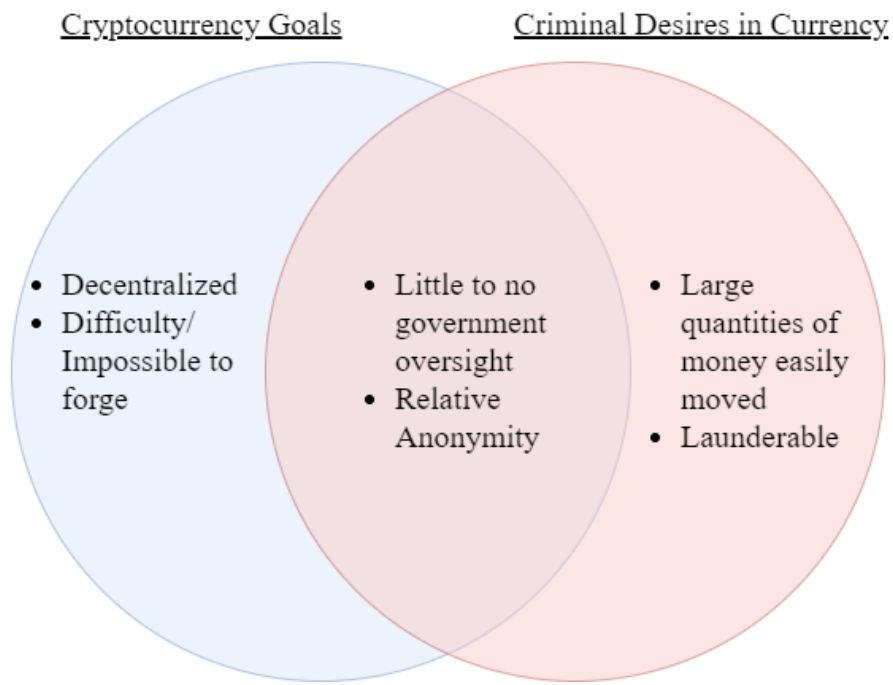 Cryptocurrency Goals
Criminal Desires in Currency
• Decentralized
• Difficulty/
Impossible to
forge
• Little to no
government
oversight
• Relative
Anonymity
• Large
quantities of
money easily
moved
• Launderable